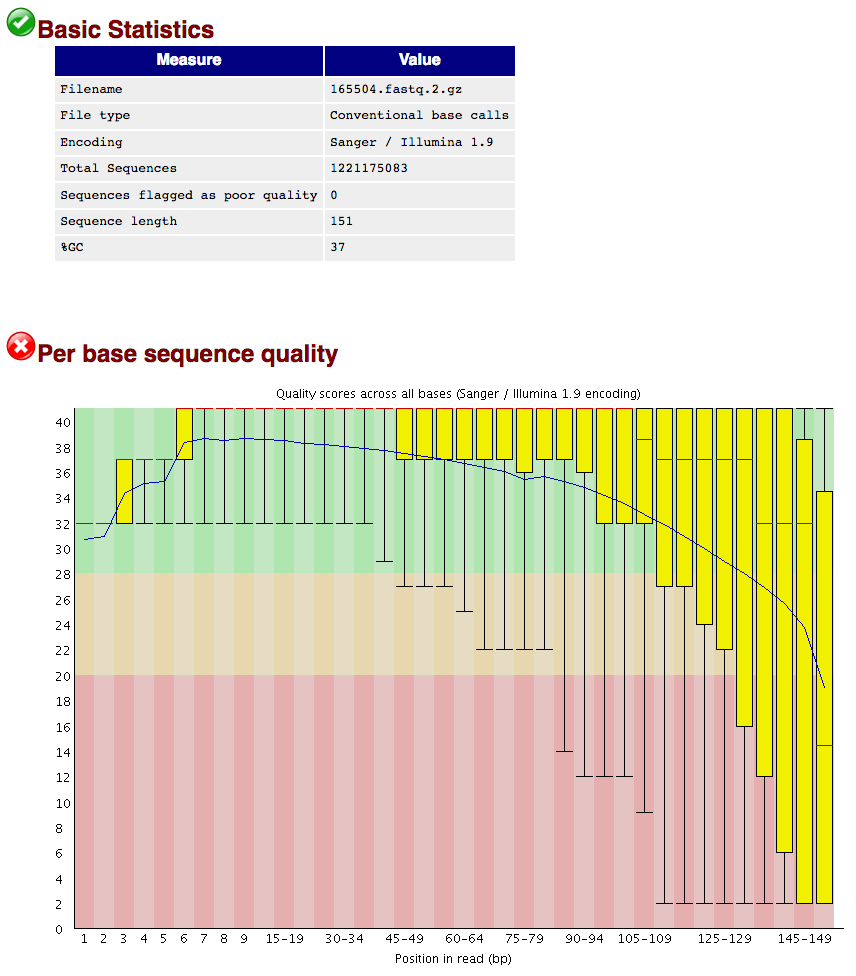 Basic Statistics
Measure Value
Filename 165504.fastq.2.gz
File type Conventional base calls
Encoding Sanger / Illumina 1.9
Total Sequences 1221175083
Sequences flagged as poor quality 0
Sequence length 151
%GC 37
Per base sequence quality
Quality scores across all bases (Sanger / Illumina 1.9 encoding)
40
38
36
34
32
30
28
26
24
22
20
18
16
14
12
10
8
6
4
2
0
1 2 3 4 5 6 7 8 9 15-19 30-34 45-49 60-64 75-79 90-94 105-109 125-129 145-149
Position in read (bp)